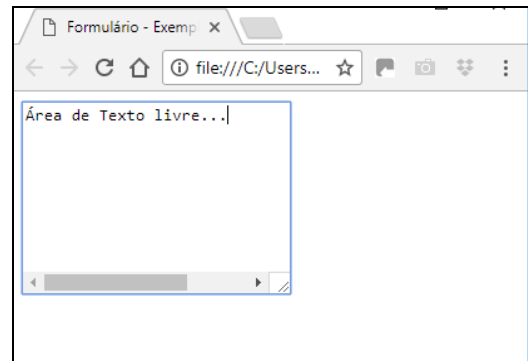 Formulário - Exemp
file:///C:/Users...
Área de Texto livre...